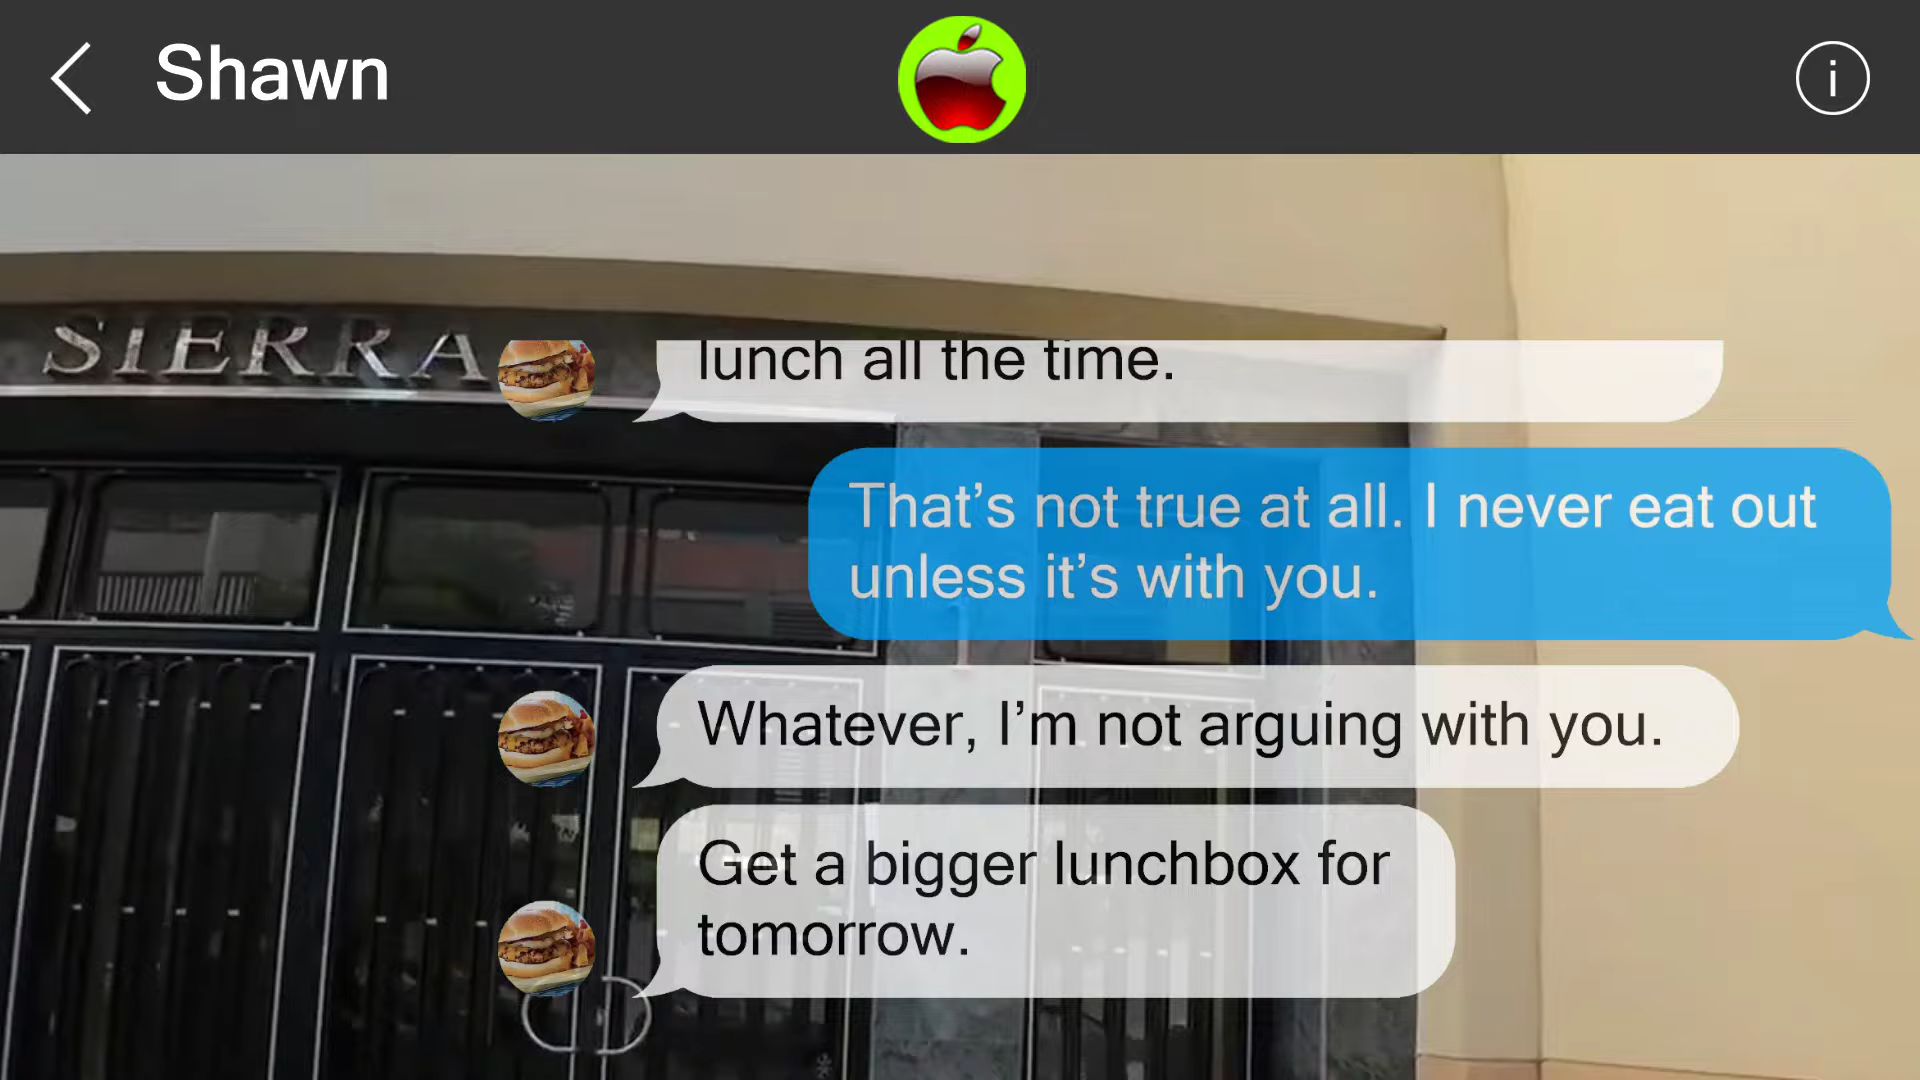 Shawn
i
SIERRA
lunch all the time.
That’s not true at all. I never eat out
unless it’s with you.
Whatever, I’m not arguing with you.
Get a bigger lunchbox for
tomorrow.